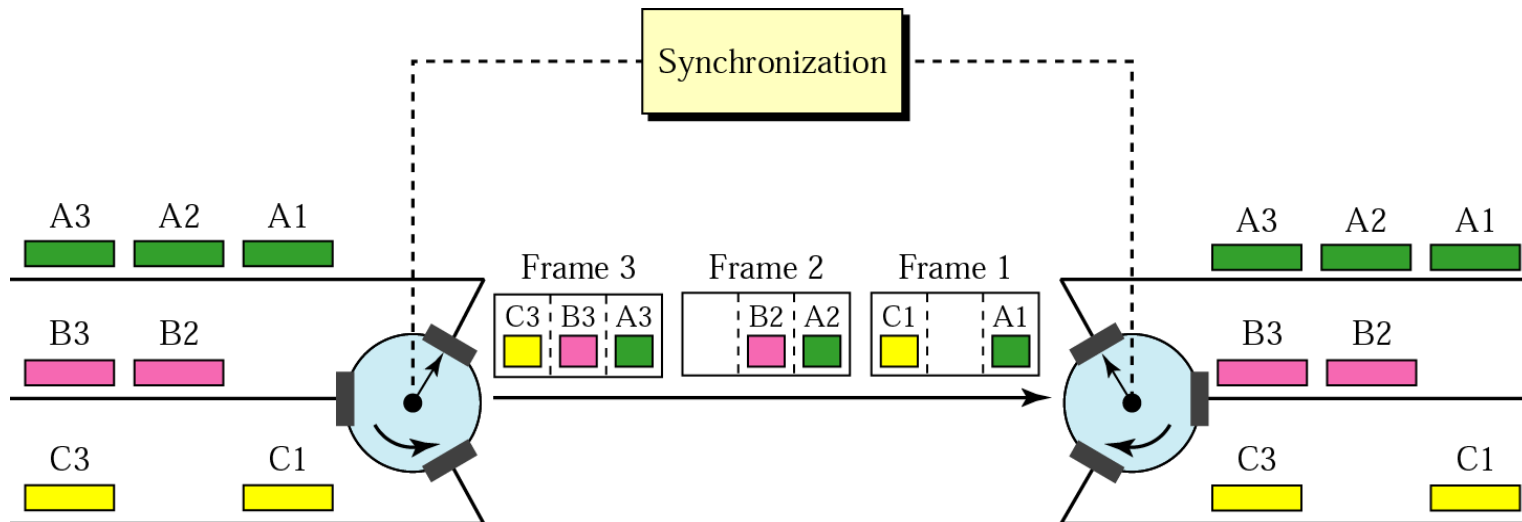 Synchronization
A3 A2 A1
A3 A2 A1
Frame 3 Frame 2 Frame 1
C3 B3 A3 B2 A2 C1 A1
B3 B2
B3 B2
C3 C1
C3 C1